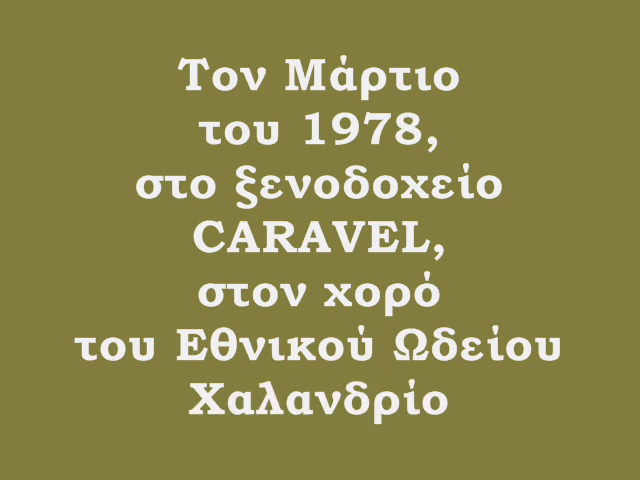 Τον Μάρτιο
του 1978,
στο ξενοδοχείο
CARAVEL,
στον χορό
του Εθνικού Ωδείου
Χαλανδρίο